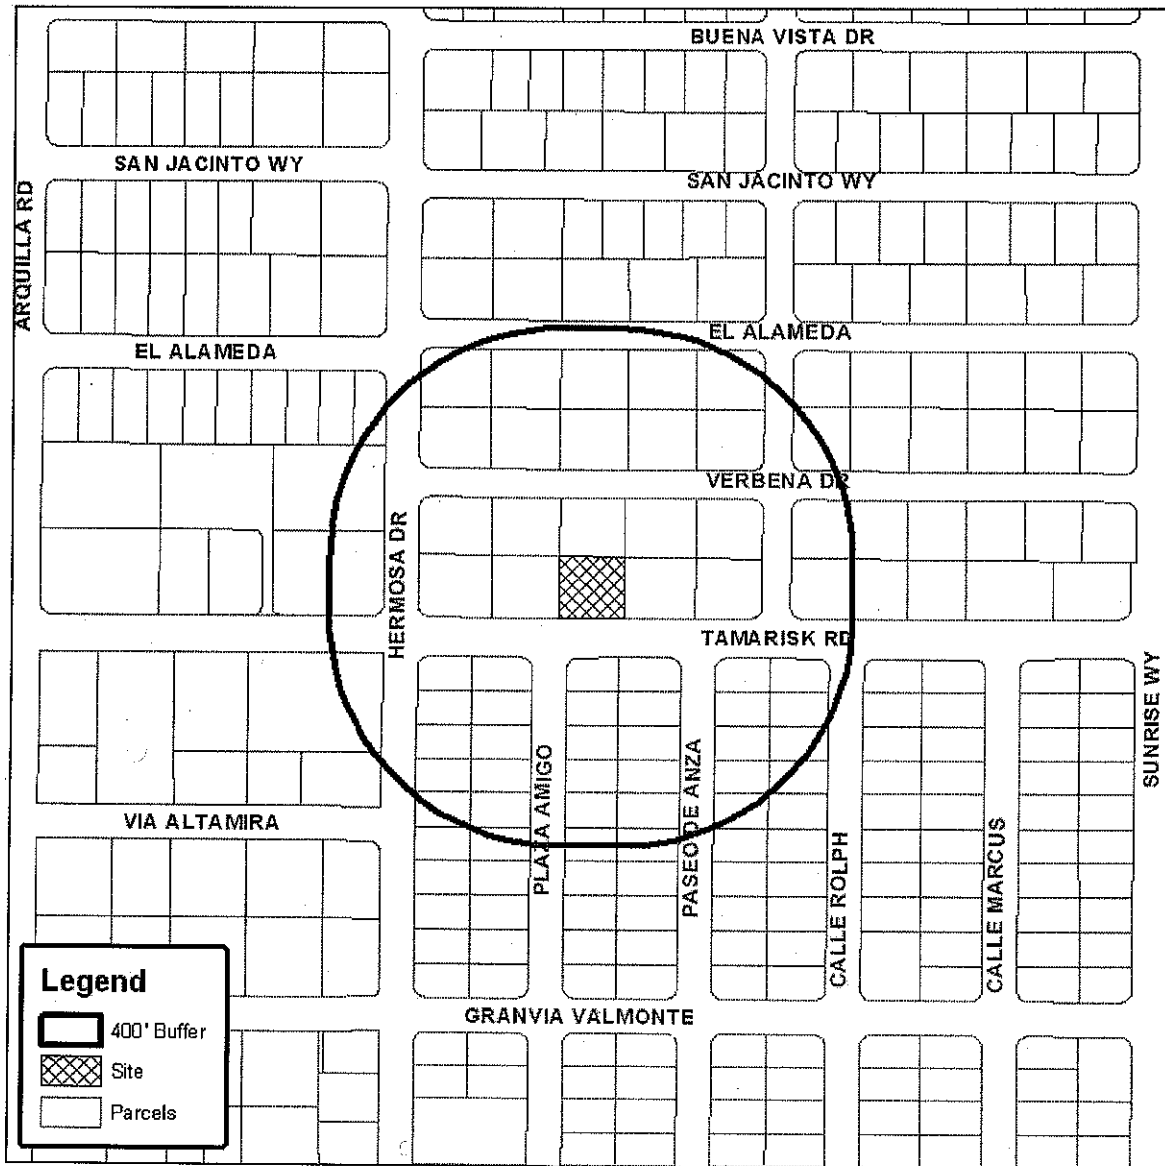 BUENA VISTA DR
SAN JACINTO WY
SAN JACINTO WY
ARQUILLA RD
EL ALAMEDA
EL ALAMEDA
VERBENA DR
HERMOSA DR
TAMARISK RD
SUNRISE WY
PLAZA AMIGO
PASEO DE ANZA
VIA ALTAMIRA
CALLE ROLPH
CALLE MARCUS
GRANVIA VALMONTE
Legend
400' Buffer
Site
Parcels